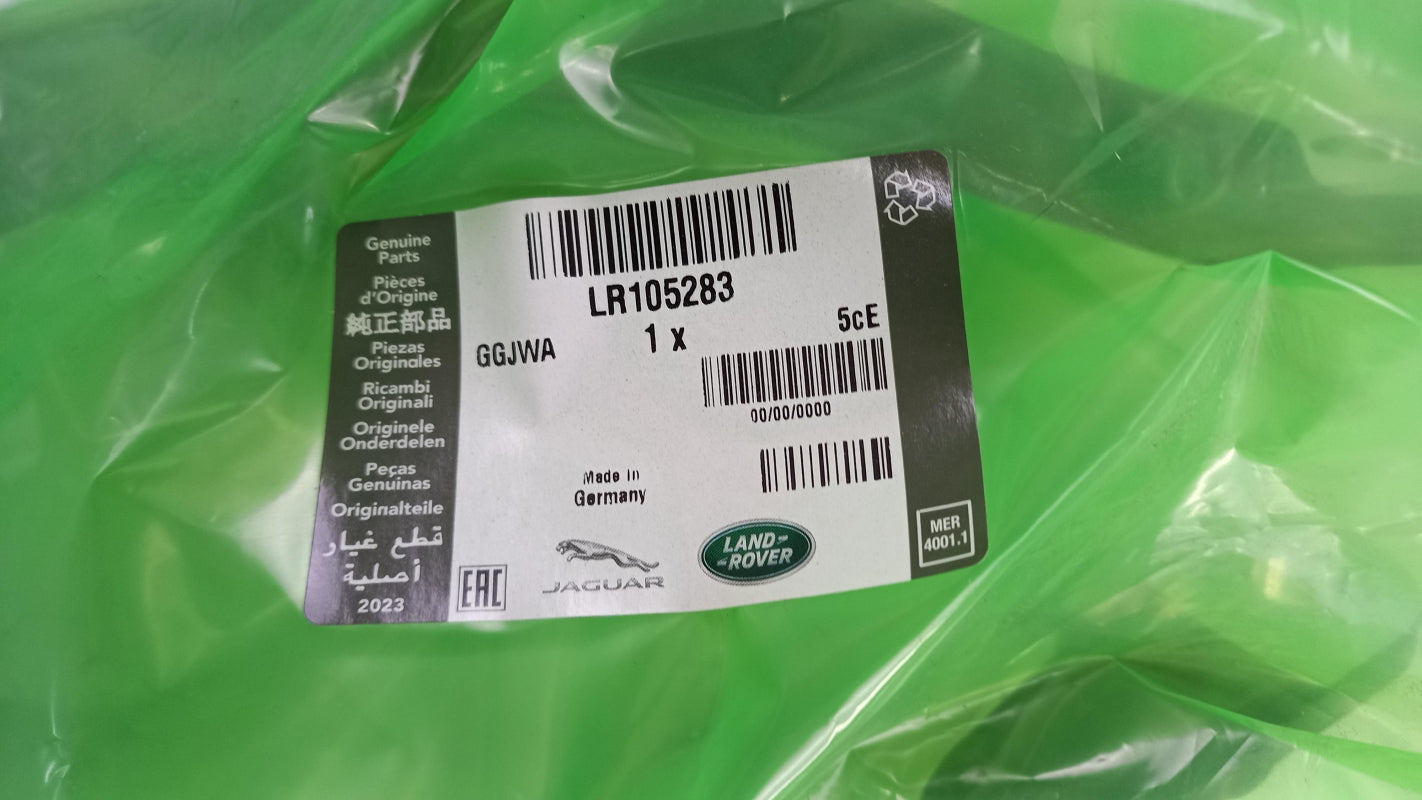 Genuine
Parts
Pièces
d'Origine
純正部品
Piezas
Originales
Ricambi
Originali
Originele
Onderdelen
Peças
Genuinas
Originalteile
قطع غيار
أصلية
2023
LR105283
1 x
GGJWA
5cE
00/00/0000
Made in
Germany
EAC
JAGUAR
LAND-
-ROVER
MER
4001.1